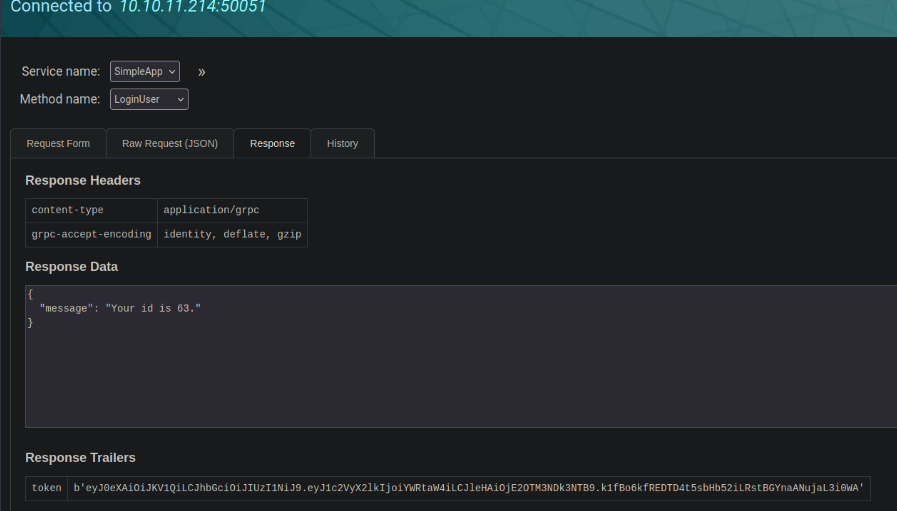 Connected to 10.10.11.214:50051
Service name: SimpleApp »
Method name: LoginUser
Request Form Raw Request (JSON) Response History
Response Headers
content-type application/grpc
grpc-accept-encoding identity, deflate, gzip
Response Data
{
"message": "Your id is 63."
}
Response Trailers
token b'eyJ0eXAiOiJKV1QiLCJhbGciOiJIUzI1NiJ9.eyJ1c2VyX2lkIjoiYWRtaW4iLCJleHAiOjE2OTM3NDk3NTB9.k1fBo6kfREDTD4t5sbHb52iLRstBGYnaANujaL3i0WA'